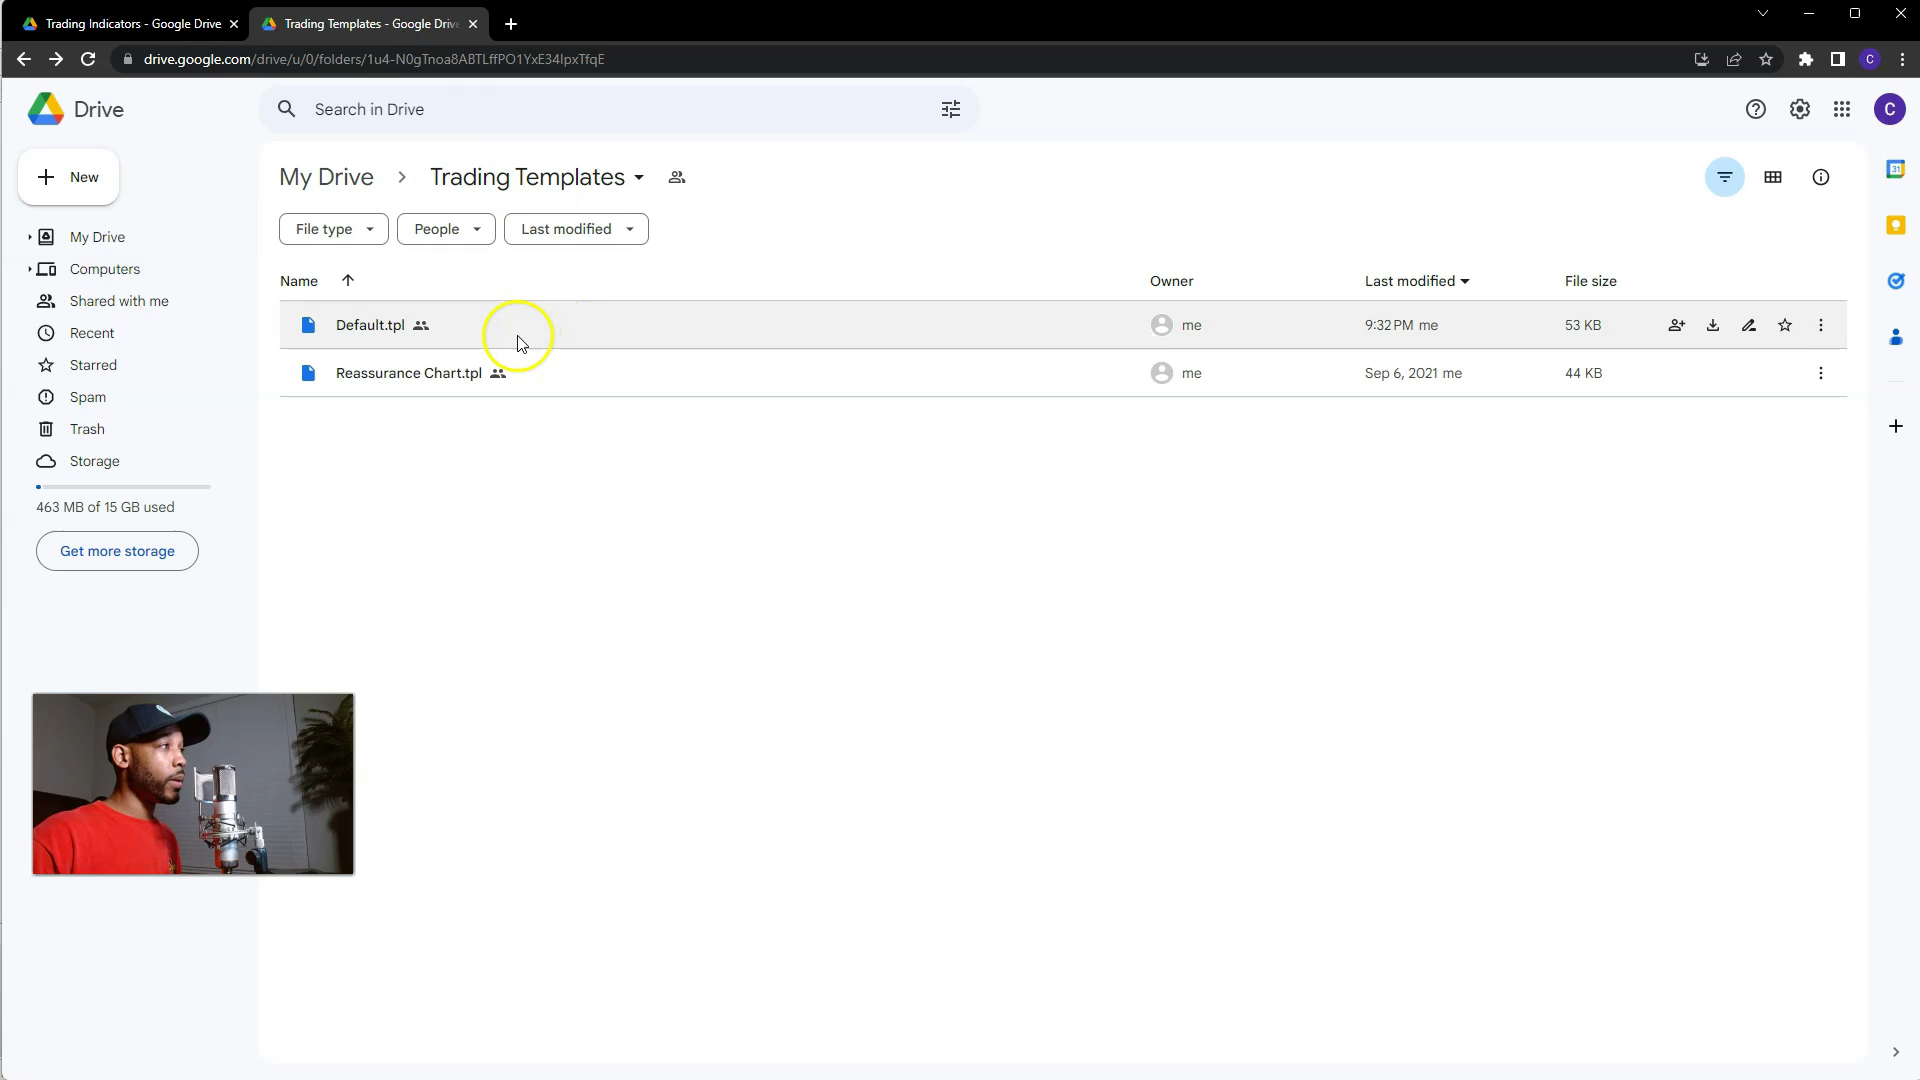 Trading Indicators - Google Drive
Trading Templates - Google Driv
drive.google.com/drive/u/0/folders/1u4-N0gTnoa8ABTLffPO1YxE34IpxTfqE
C
Drive
Search in Drive
C
New
My Drive
Computers
Shared with me
Recent
Starred
Spam
Trash
Storage
463 MB of 15 GB used
Get more storage
My Drive > Trading Templates
File type
People
Last modified
Name
Owner
Last modified
File size
Default.tpl
me
9:32 PM me
53 KB
Reassurance Chart.tpl
me
Sep 6, 2021 me
44 KB
31